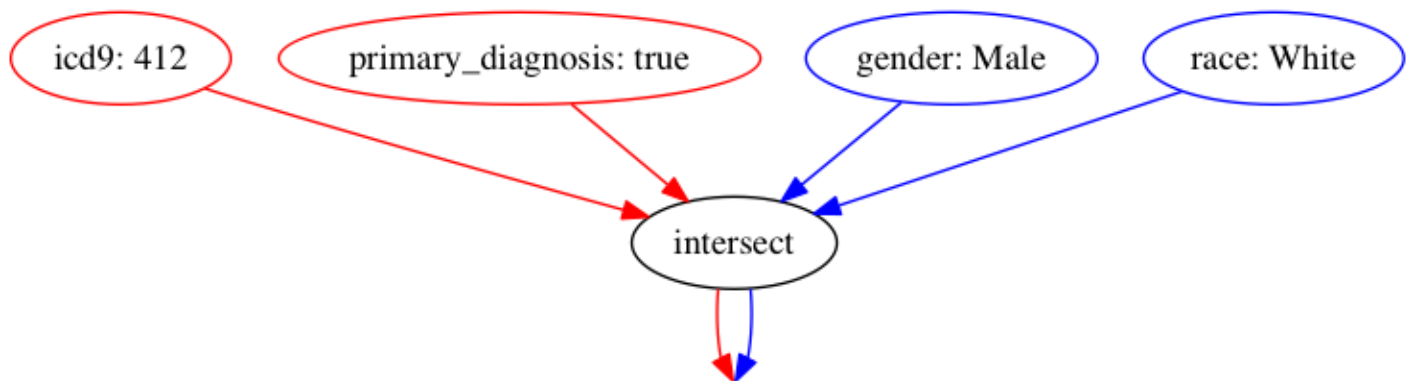 icd9: 412
primary_diagnosis: true
gender: Male
race: White
intersect